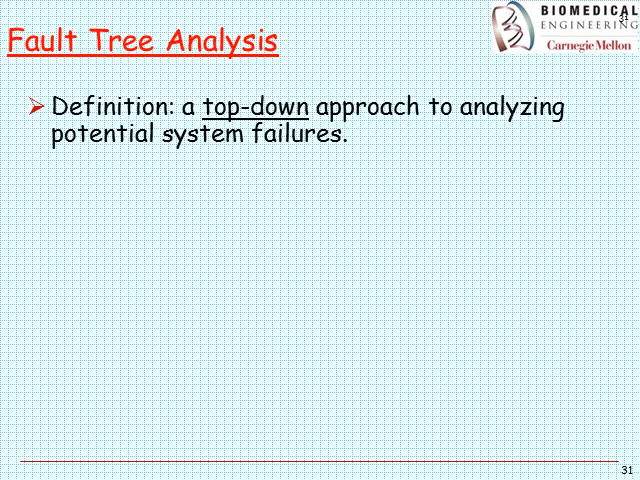 BIOMEDICAL
31
ENGINEERING
Carnegie Mellon
Fault Tree Analysis
Definition: a top-down approach to analyzing
potential system failures.
31